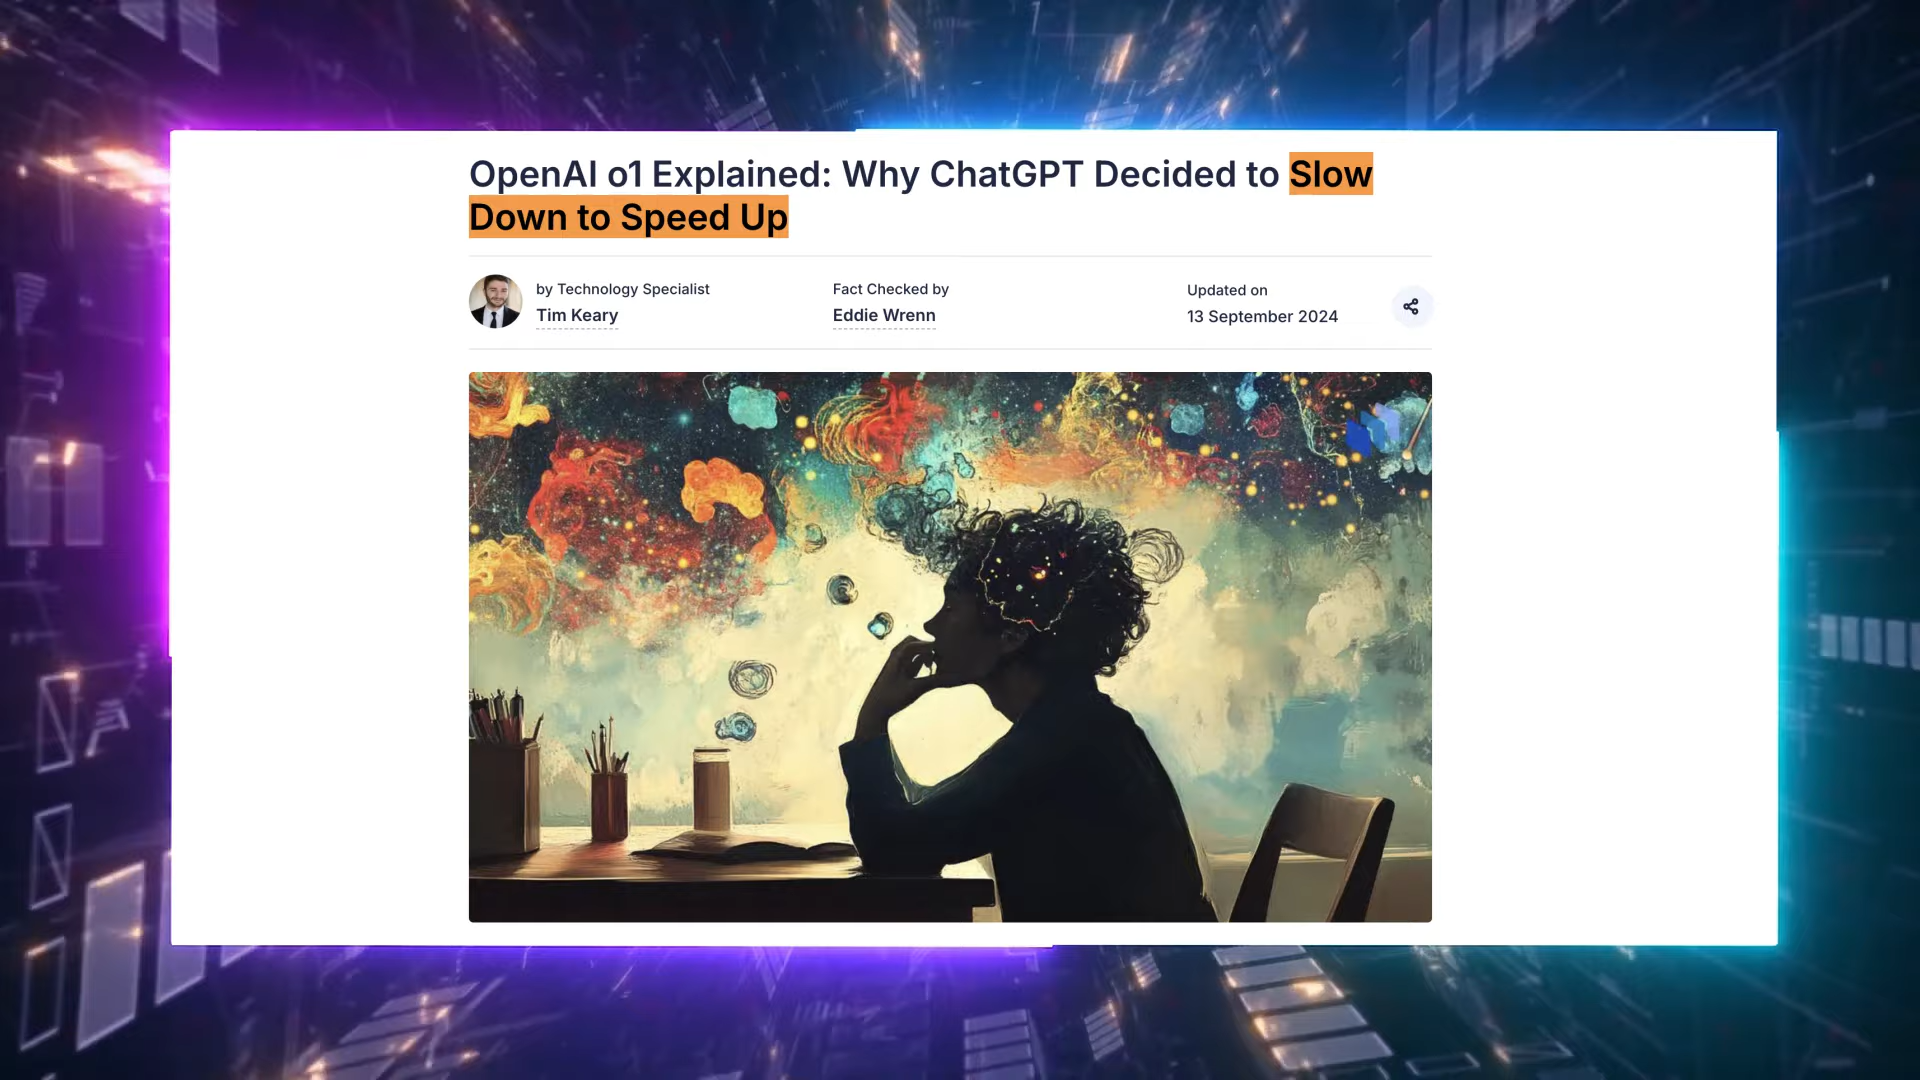 OpenAI o1 Explained: Why ChatGPT Decided to Slow
Down to Speed Up
by Technology Specialist
Tim Keary
Fact Checked by
Eddie Wrenn
Updated on
13 September 2024